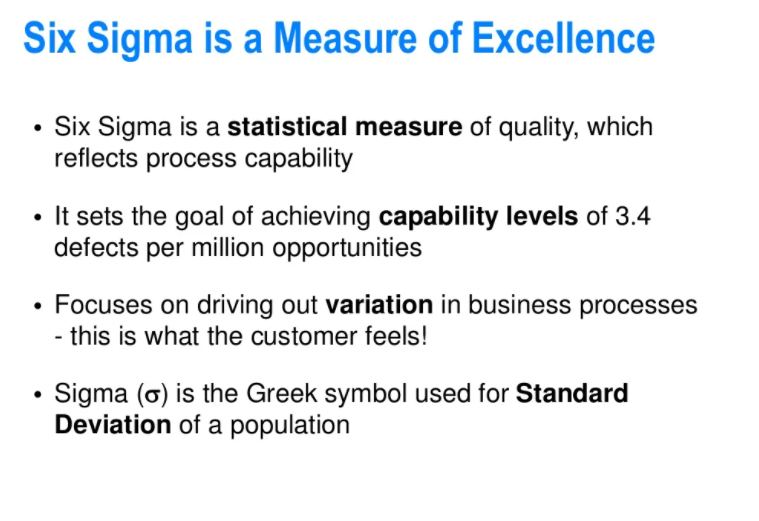 Six Sigma is a Measure of Excellence
• Six Sigma is a statistical measure of quality, which
reflects process capability
• It sets the goal of achieving capability levels of 3.4
defects per million opportunities
• Focuses on driving out variation in business processes
- this is what the customer feels!
• Sigma (σ) is the Greek symbol used for Standard
Deviation of a population